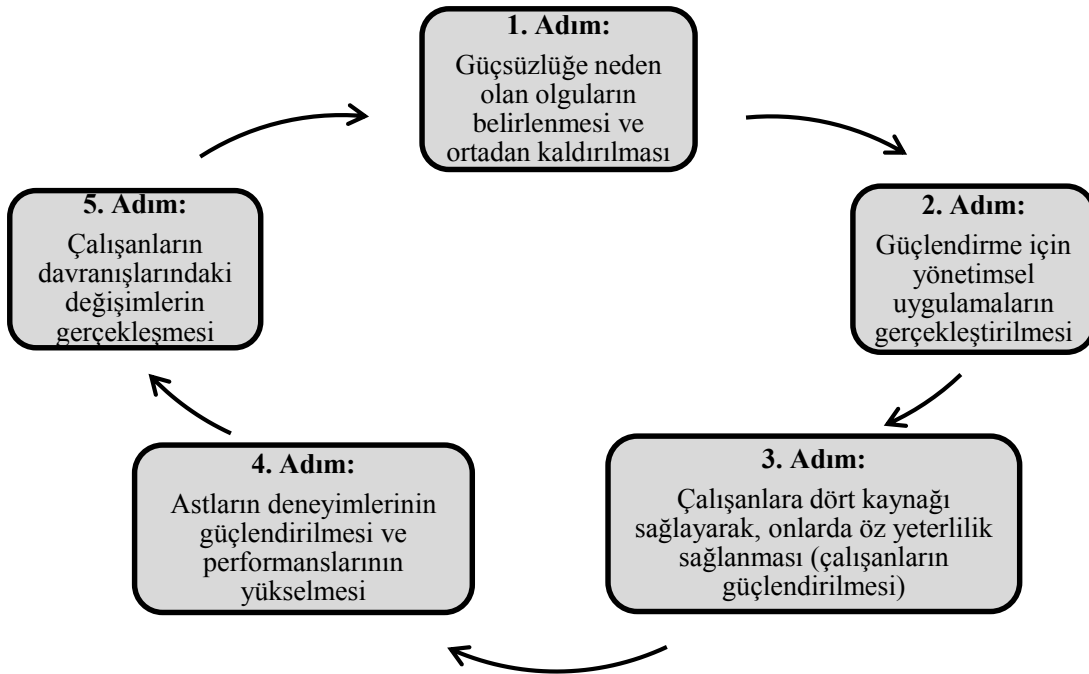 1. Adım:
Güçsüzlüğe neden
olan olguların
belirlenmesi ve
ortadan kaldırılması
2. Adım:
Güçlendirme için
yönetimsel
uygulamaların
gerçekleştirilmesi
3. Adım:
Çalışanlara dört kaynağı
sağlayarak, onlarda öz yeterlilik
sağlanması (çalışanların
güçlendirilmesi)
4. Adım:
Astların deneyimlerinin
güçlendirilmesi ve
performanslarının
yükselmesi
5. Adım:
Çalışanların
davranışlarındaki
değişimlerin
gerçekleşmesi